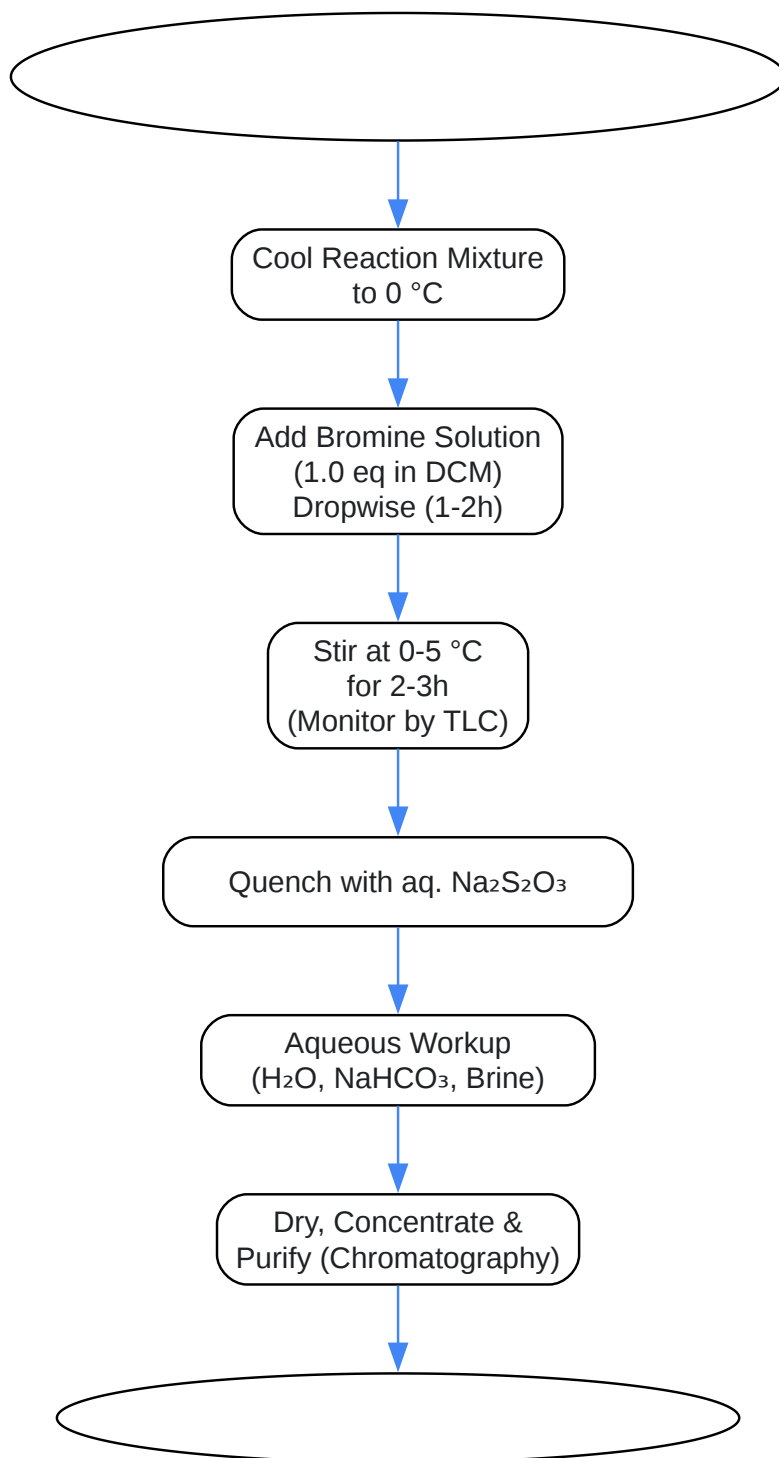 Cool Reaction Mixture
to 0 °C
Add Bromine Solution
(1.0 eq in DCM)
Dropwise (1-2h)
Stir at 0-5 °C
for 2-3h
(Monitor by TLC)
Quench with aq. Na₂S₂O₃
Aqueous Workup
(H₂O, NaHCO₃, Brine)
Dry, Concentrate &
Purify (Chromatography)